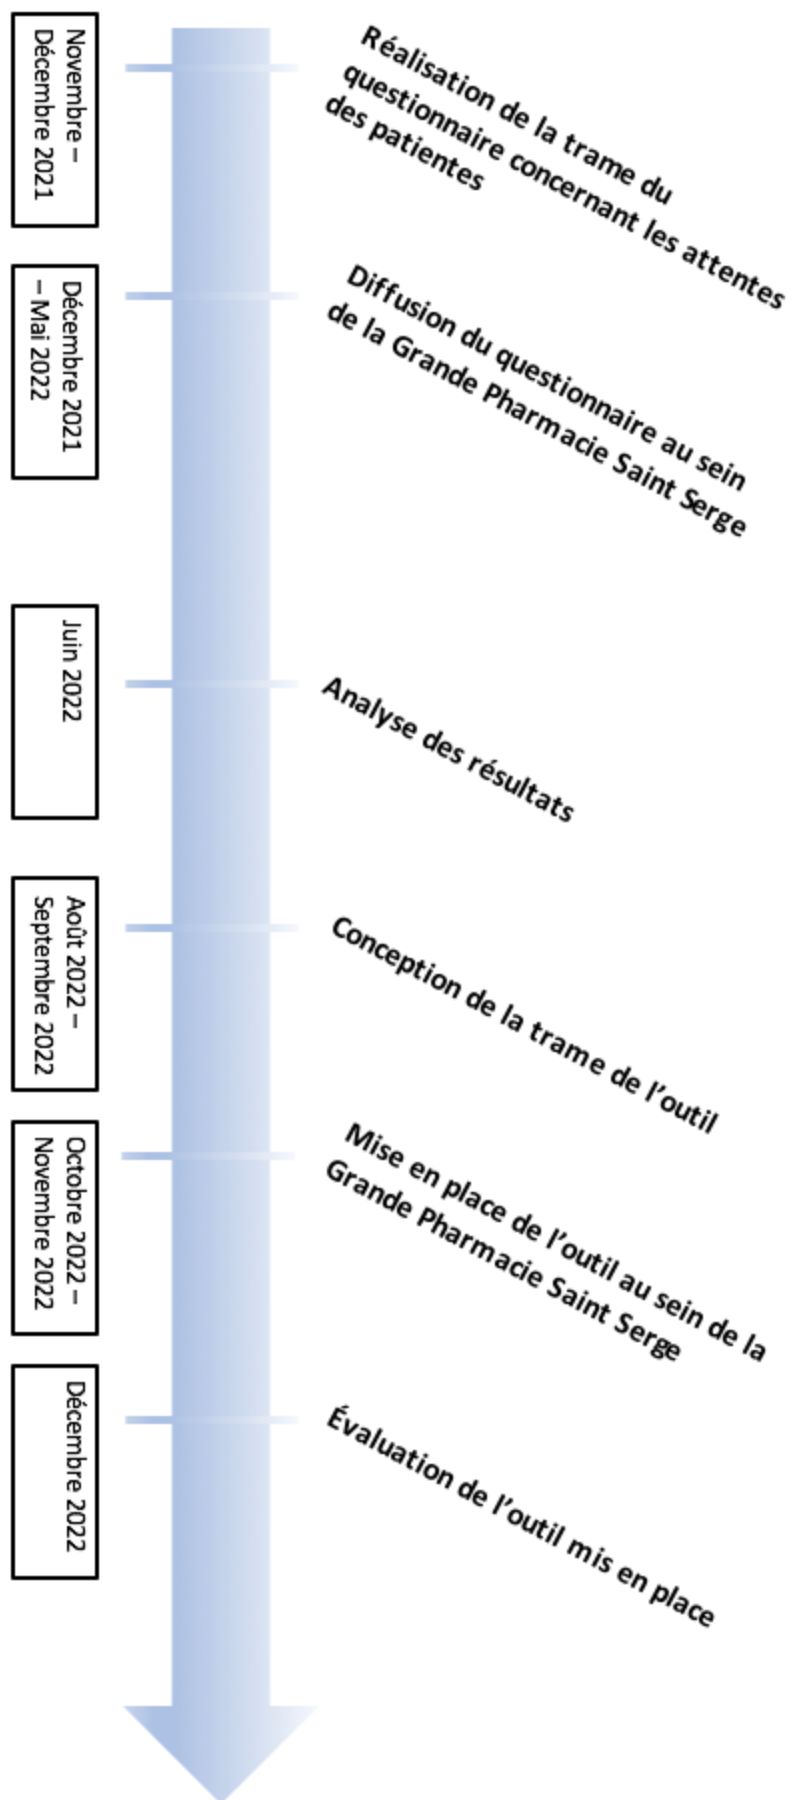 Novembre –
Décembre 2021
Réalisation de la trame du
questionnaire concernant les attentes
des patientes
Décembre 2021
– Mai 2022
Diffusion du questionnaire au sein
de la Grande Pharmacie Saint Serge
Juin 2022
Analyse des résultats
Août 2022 –
Septembre 2022
Conception de la trame de l’outil
Octobre 2022 –
Novembre 2022
Mise en place de l’outil au sein de la
Grande Pharmacie Saint Serge
Décembre 2022
Évaluation de l’outil mis en place